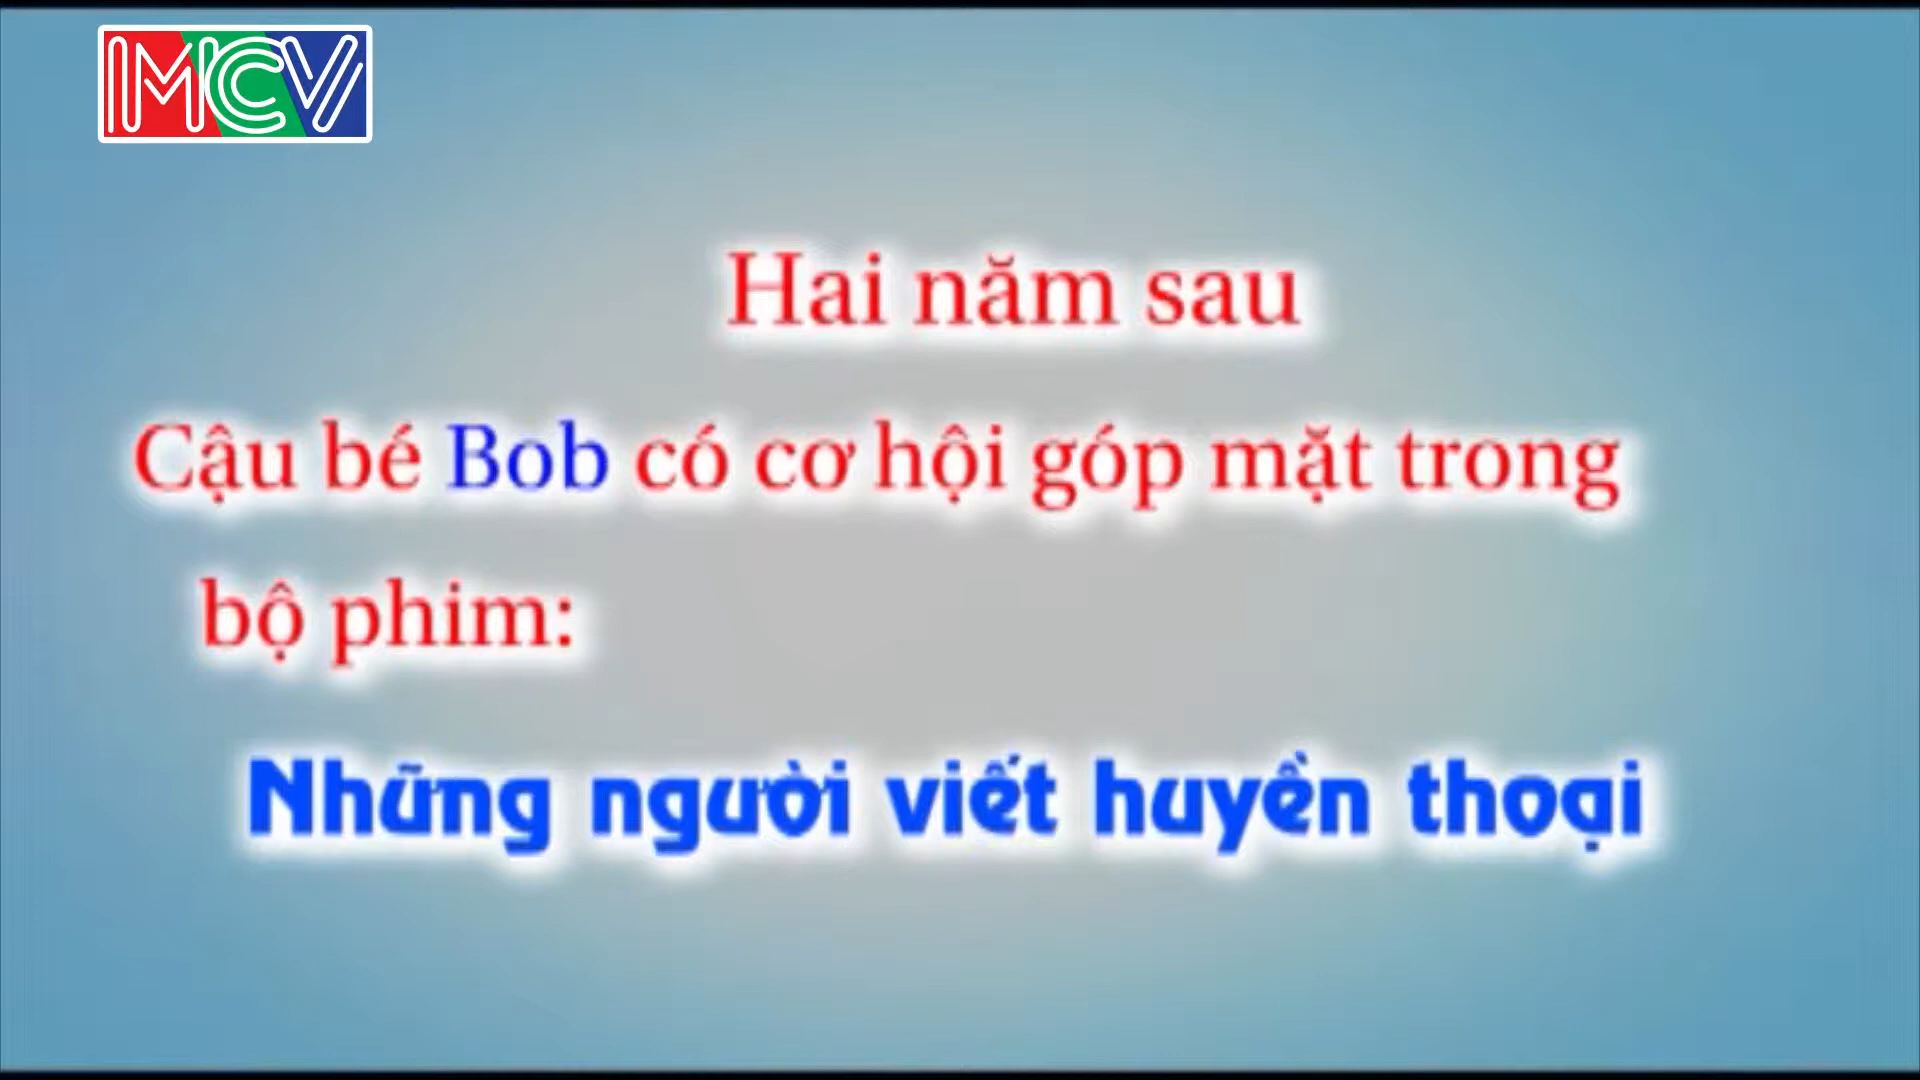 MCV
Hai năm sau
Cậu bé Bob có cơ hội góp mặt trong
bộ phim:
Những người viết huyền thoại